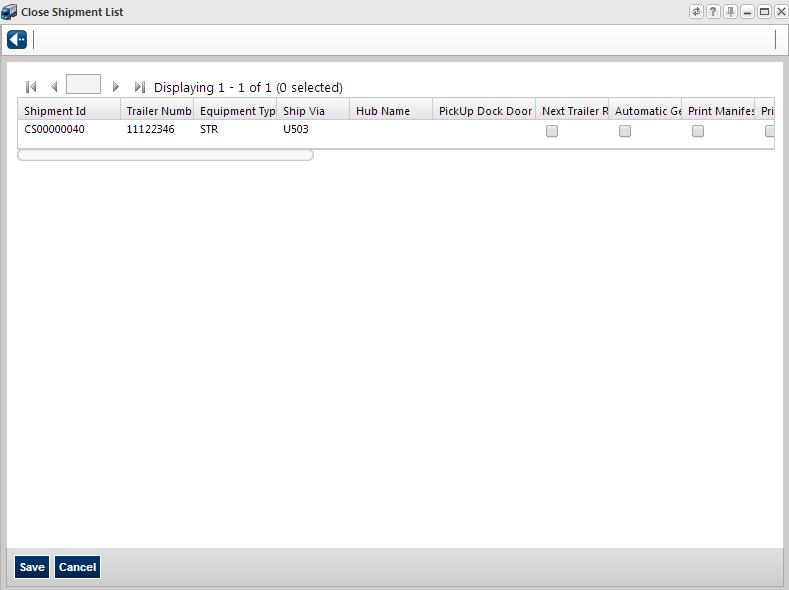 Close Shipment List
Displaying 1 - 1 of 1 (0 selected)
Shipment Id Trailer Numb Equipment Typ Ship Via Hub Name PickUp Dock Door Next Trailer R Automatic Ge Print Manifes Pri
CS00000040 11122346 STR U503
Save Cancel